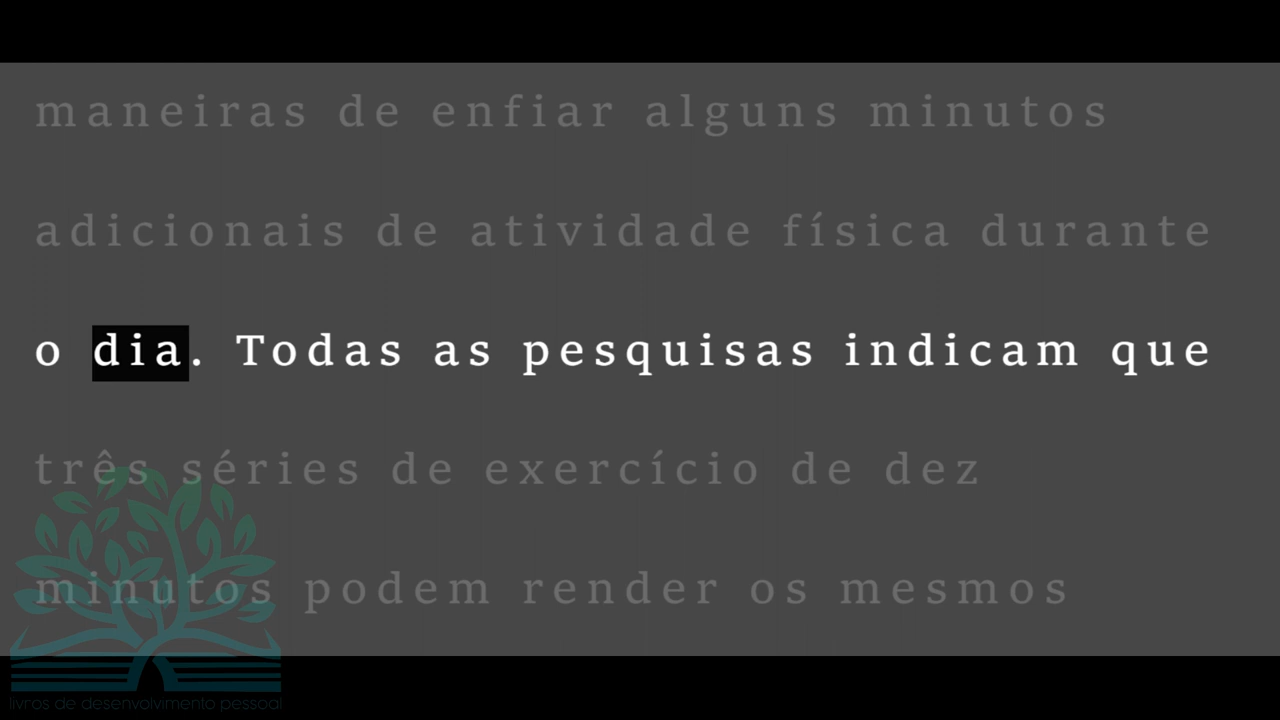 maneiras de enfiar alguns minutos
adicionais de atividade física durante
o dia. Todas as pesquisas indicam que
três séries de exercício de dez
minutos podem render os mesmos
livros de desenvolvimento pessoal